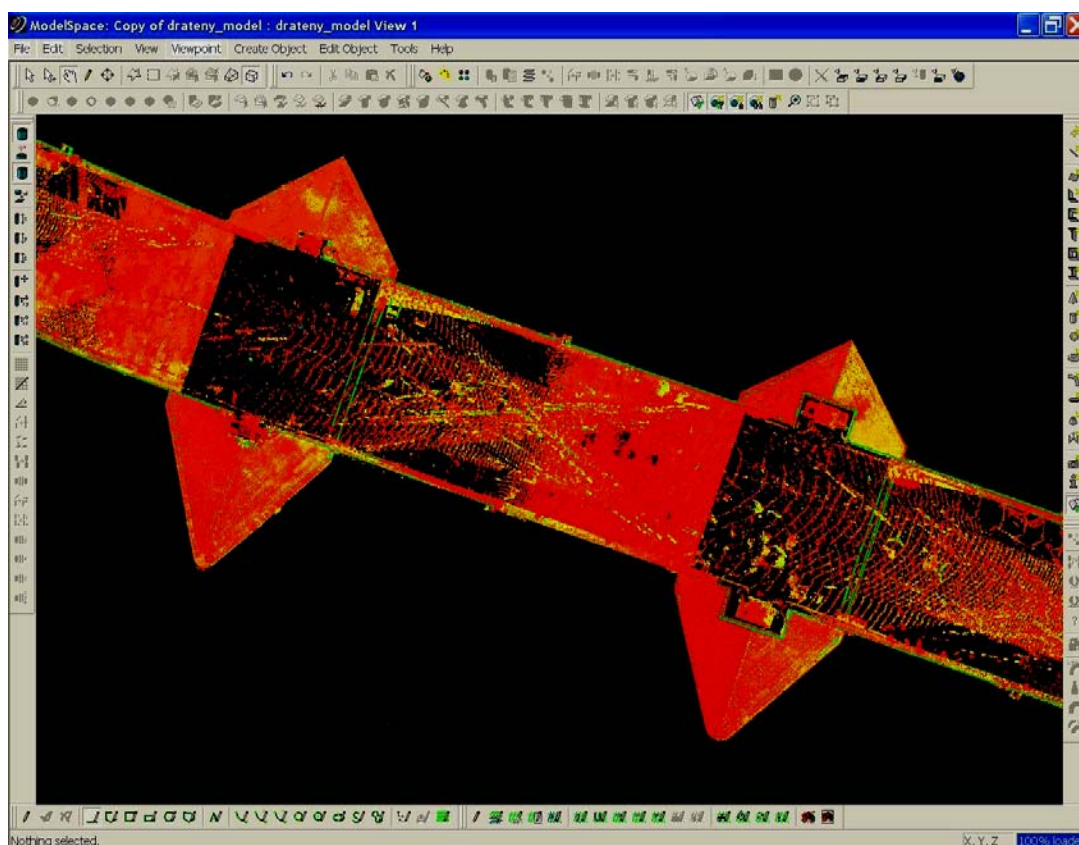 ModelSpace: Copy of drateny_model : drateny_model View 1
File Edit Selection View Viewpoint Create Object Edit Object Tools Help
Nothing selected. X, Y, Z 100% loade